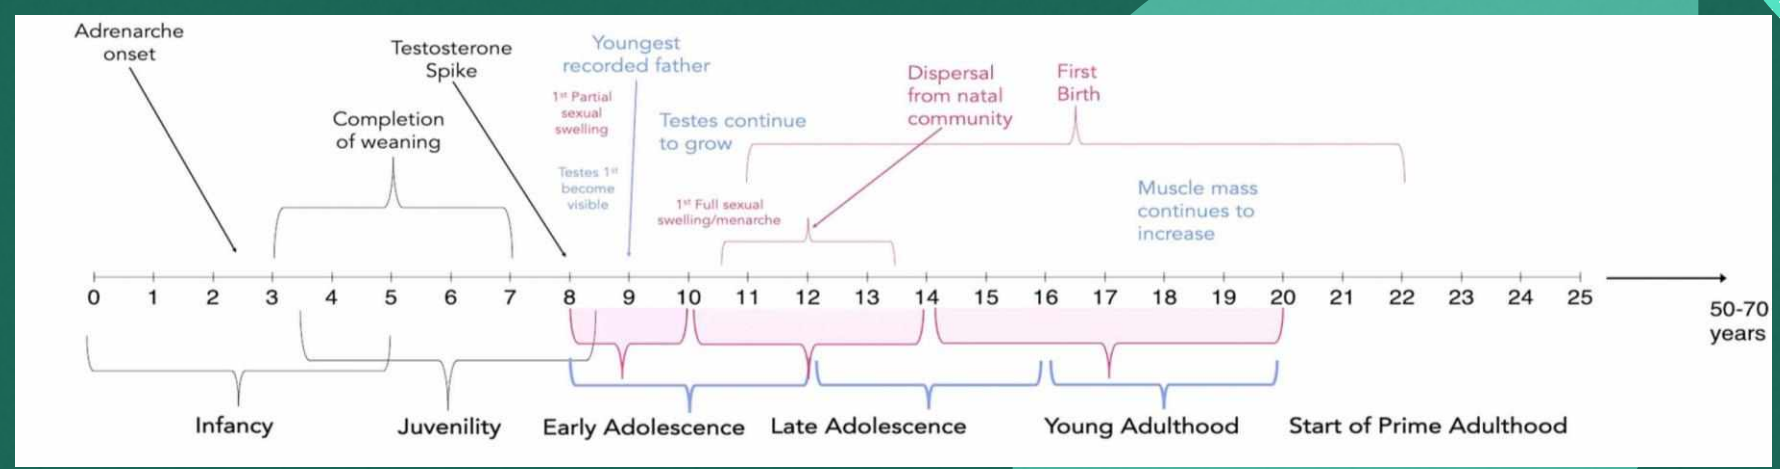 Adrenarche
onset
Testosterone
Spike
Completion
of weaning
Youngest
recorded father
1st Partial
sexual
swelling
Testes 1st
become
visible
Testes continue
to grow
1st Full sexual
swelling/menarche
Dispersal
from natal
community
First
Birth
Muscle mass
continues to
increase
0 1 2 3 4 5 6 7 8 9 10 11 12 13 14 15 16 17 18 19 20 21 22 23 24 25
50-70
years
Infancy Juvenility Early Adolescence Late Adolescence Young Adulthood Start of Prime Adulthood